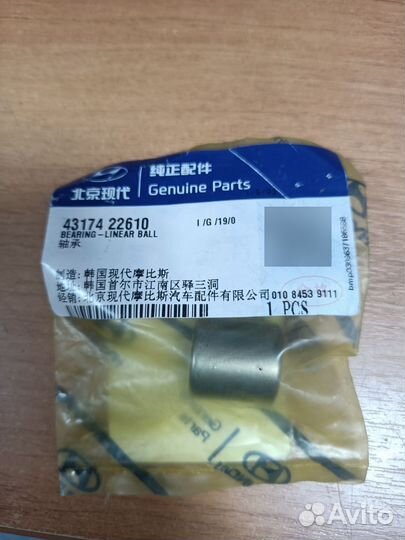 北京现代
纯正配件
Genuine Parts
43174 22610
I /G /19/0
BEARING-LINEAR BALL
轴承
制造: 韩国现代摩比斯
地址: 韩国首尔市江南区驿三洞
经销: 北京现代摩比斯汽车配件有限公司 010 8453 9111
1 PCS
Avito